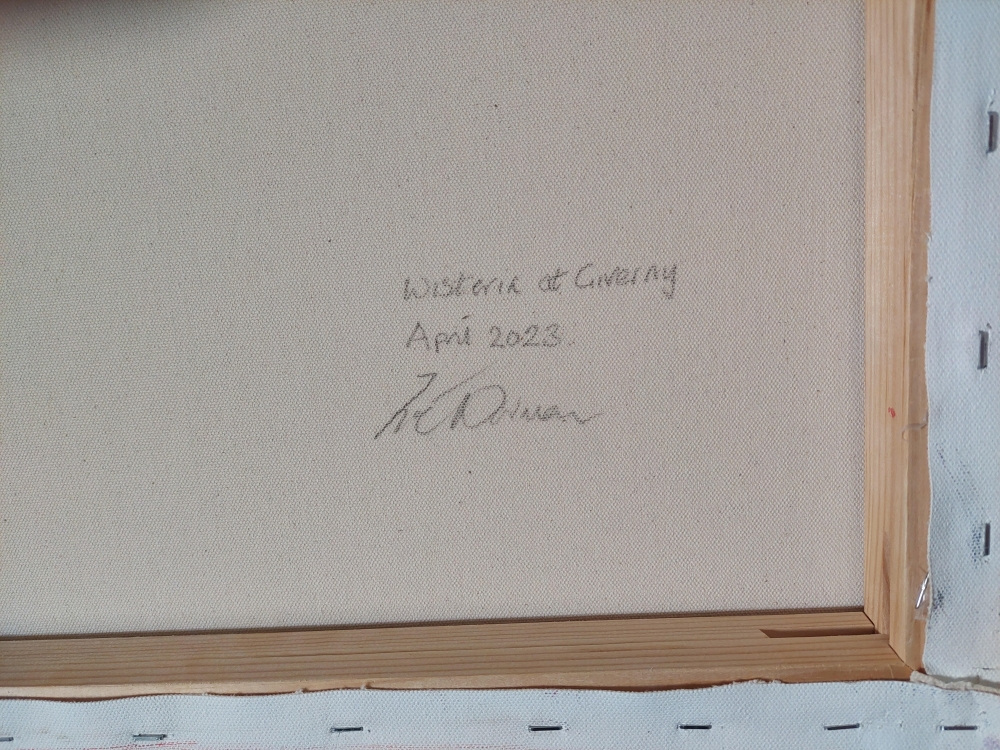 Wisteria at Giverny
April 2023.